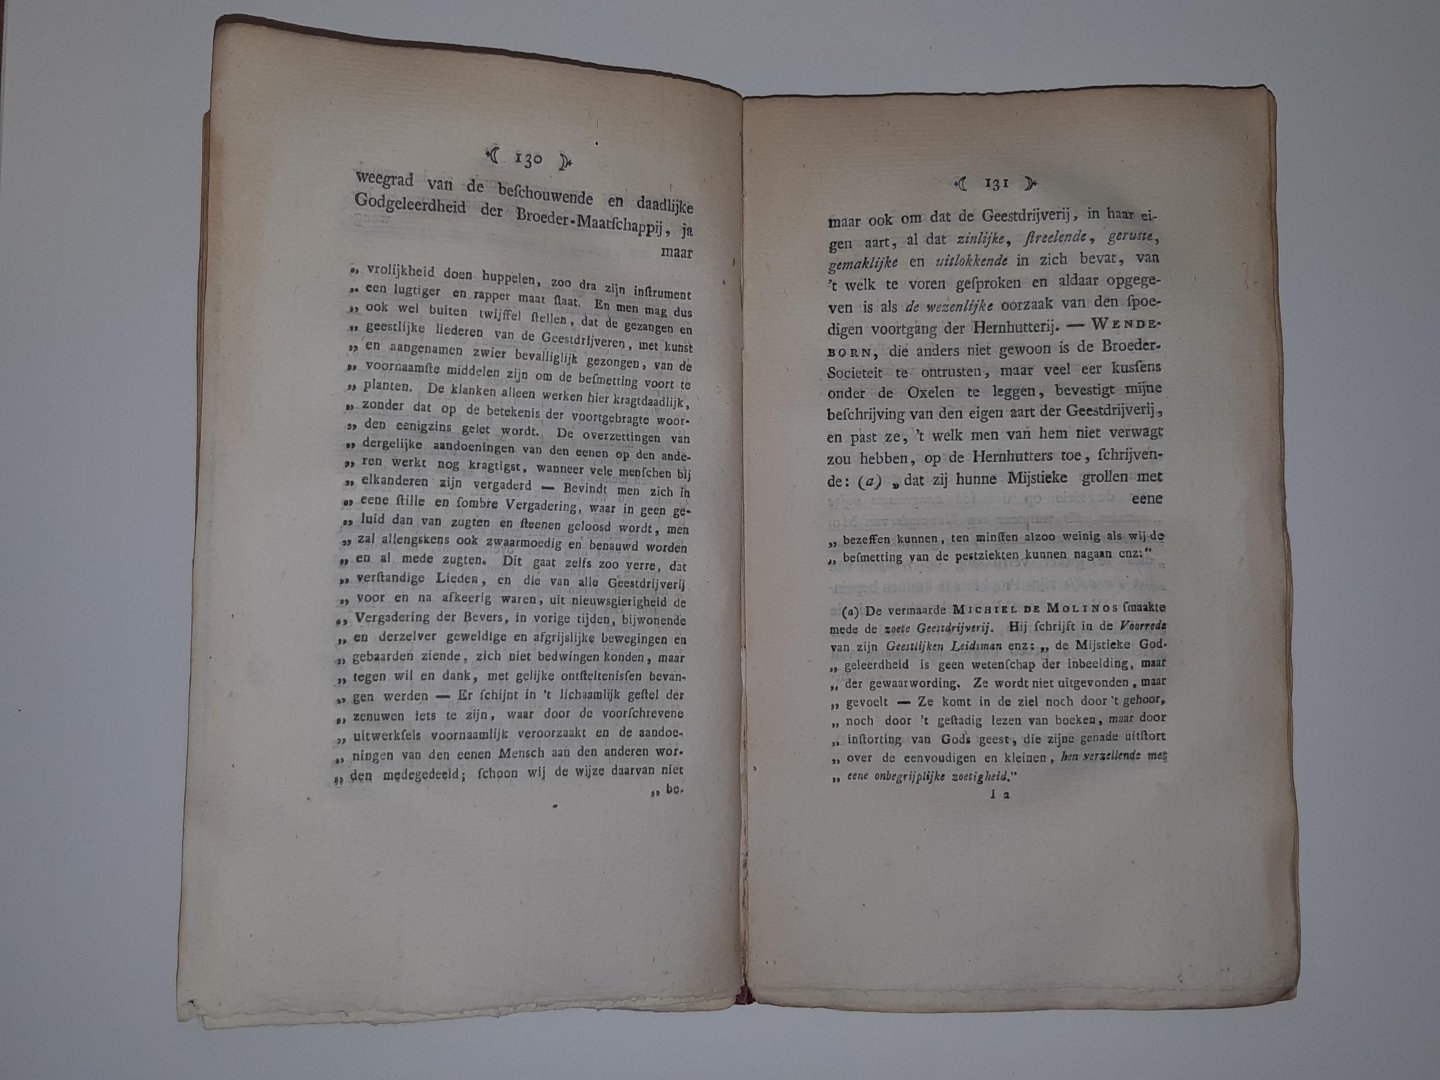 130
weegrad van de beſchouwende en daadlijke
Godgeleerdheid der Broeder-Maatſchappij, ja
maar
„ vrolijkheid doen huppelen, zoo dra zijn inſtrument
„ een lugtiger en rapper maat ſlaat. En men mag dus
„ ook wel buiten twijffel ſtellen, dat de gezangen en
„ geestlijke liederen van de Geestdrijveren, met kunst
„ en aangenamen zwier bevalliglijk gezongen, van de
„ voornaamſte middelen zijn om de beſmetting voort te
„ planten. De klanken alleen werken hier kragtdaadlijk,
„ zonder dat op de betekenis der voortgebragte woor-
„ den eenigzins gelet wordt. De overzettingen van
„ dergelijke aandoeningen van den eenen op den ande-
„ ren werkt nog kragtigst, wanneer vele menſchen bij
„ elkanderen zijn vergaderd — Bevindt men zich in
„ eene ſtille en ſombre Vergadering, waar in geen ge-
„ luid dan van zugten en ſteenen geloosd wordt, men
„ zal allengskens ook zwaarmoedig en benauwd worden
„ en al mede zugten. Dit gaat zelfs zoo verre, dat
„ verſtandige Lieden, en die van alle Geestdrijverij
„ voor en na afkeerig waren, uit nieuwsgierigheid de
„ Vergadering der Bevers, in vorige tijden, bijwonende
„ en derzelver geweldige en afgrijslijke bewegingen en
„ gebaarden ziende, zich niet bedwingen konden, maar
„ tegen wil en dank, met gelijke ontſteltenisſen bevan-
„ gen werden — Er ſchijnt in 't lichaamlijk geſtel der
„ zenuwen iets te zijn, waar door de voorſchrevene
„ uitwerkſels voornaamlijk veroorzaakt en de aandoe-
„ ningen van den eenen Mensch aan den anderen wor-
„ den medegedeeld; ſchoon wij de wijze daarvan niet
„ be-
131
maar ook om dat de Geestdrijverij, in haar ei-
gen aart, al dat zinlijke, ſtreelende, geruste,
gemaklijke en uitlokkende in zich bevat, van
't welk te voren geſproken en aldaar opgege-
ven is als de wezenlijke oorzaak van den ſpoe-
digen voortgang der Hernhutterij. — WENDE-
BORN, die anders niet gewoon is de Broeder-
Societeit te ontrusten, maar veel eer kusſens
onder de Oxelen te leggen, bevestigt mijne
beſchrijving van den eigen aart der Geestdrijverij,
en past ze, 't welk men van hem niet verwagt
zou hebben, op de Hernhutters toe, ſchrijven-
de: (a) „ dat zij hunne Mijstieke grollen met
eene
„ bezeffen kunnen, ten minſten alzoo weinig als wij de
„ beſmetting van de pestziekten kunnen nagaan enz:”
(a) De vermaarde MICHIEL DE MOLINOS ſmaakte
mede de zoete Geestdrijverij. Hij ſchrijft in de Voorrede
van zijn Geestlijken Leidsman enz: „ de Mijstieke God-
„ geleerdheid is geen wetenſchap der inbeelding, maar
„ der gewaarwording. Ze wordt niet uitgevonden, maar
„ gevoelt — Ze komt in de ziel noch door 't gehoor,
„ noch door 't geſtadig lezen van boeken, maar door
„ inſtorting van Gods geest, die zijne genade uitſtort
„ over de eenvoudigen en kleinen, hen verzellende met
„ eene onbegrijplijke zoetigheid.”
I 2